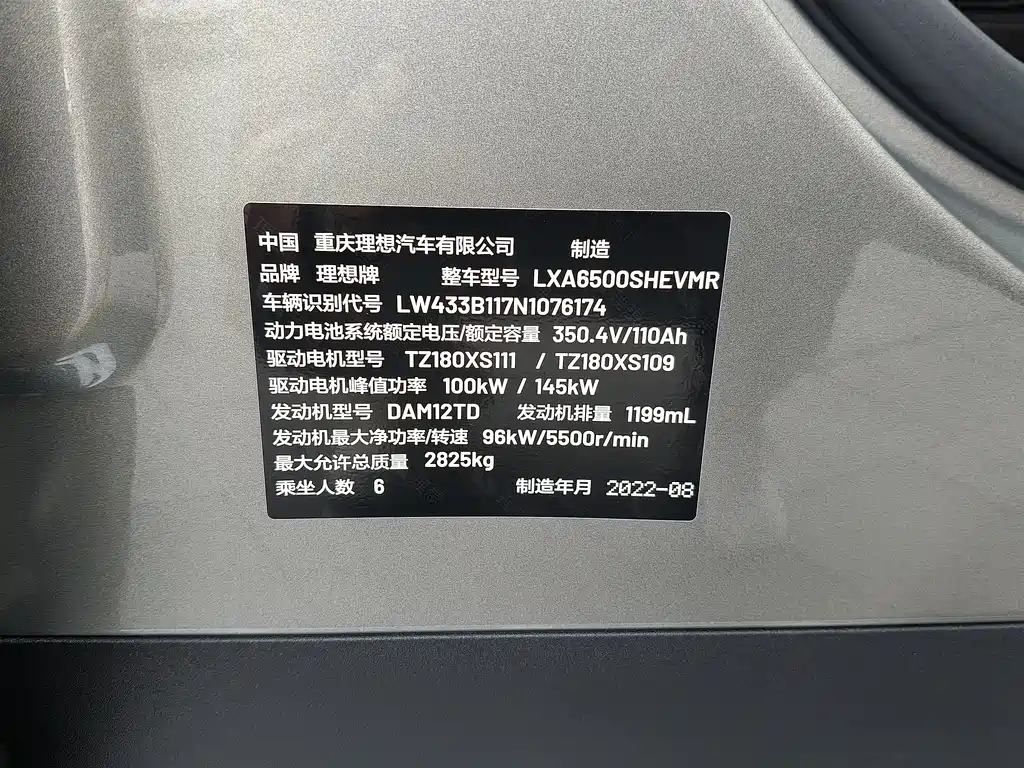 中国 重庆理想汽车有限公司 制造
品牌 理想牌 整车型号 LXA6500SHEVMR
车辆识别代号 LW433B117N1076174
动力电池系统额定电压/额定容量 350.4V/110Ah
驱动电机型号 TZ180XS111 / TZ180XS109
驱动电机峰值功率 100kW / 145kW
发动机型号 DAM12TD 发动机排量 1199mL
发动机最大净功率/转速 96kW/5500r/min
最大允许总质量 2825kg
乘坐人数 6 制造年月 2022-08